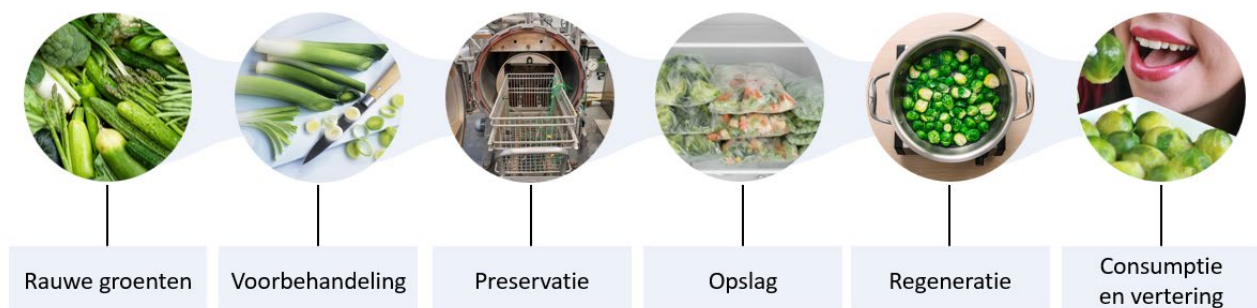 Rauwe groenten
Voorbehandeling
Preservatie
Opslag
Regeneratie
Consumptie
en vertering